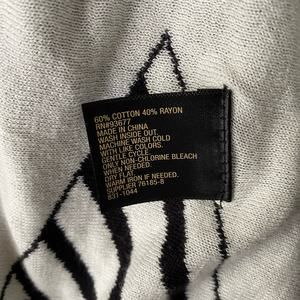 60% COTTON 40% RAYON
RN#93677
MADE IN CHINA
WASH INSIDE OUT.
MACHINE WASH COLD
WITH LIKE COLORS.
GENTLE CYCLE.
ONLY NON-CHLORINE BLEACH
WHEN NEEDED.
DRY FLAT.
WARM IRON IF NEEDED.
SUPPLIER 76185-8
831-1044